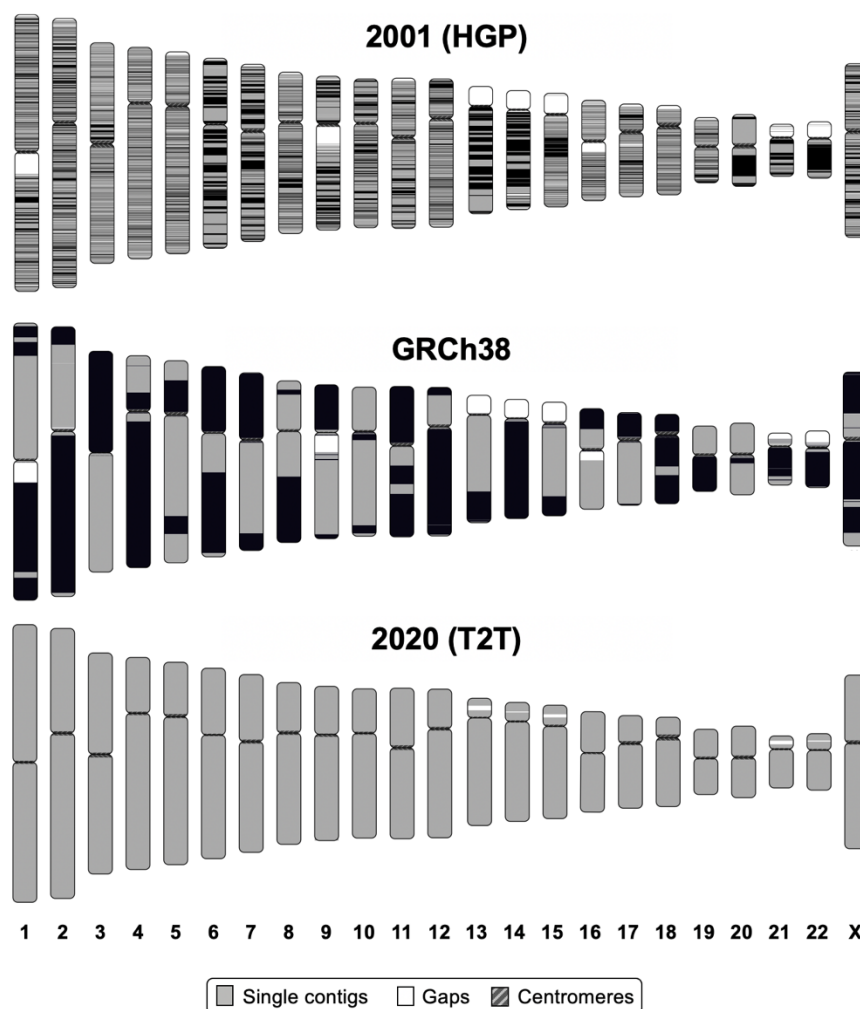 2001 (HGP)
GRCh38
2020 (T2T)
1 2 3 4 5 6 7 8 9 10 11 12 13 14 15 16 17 18 19 20 21 22 X
Single contigs Gaps Centromeres